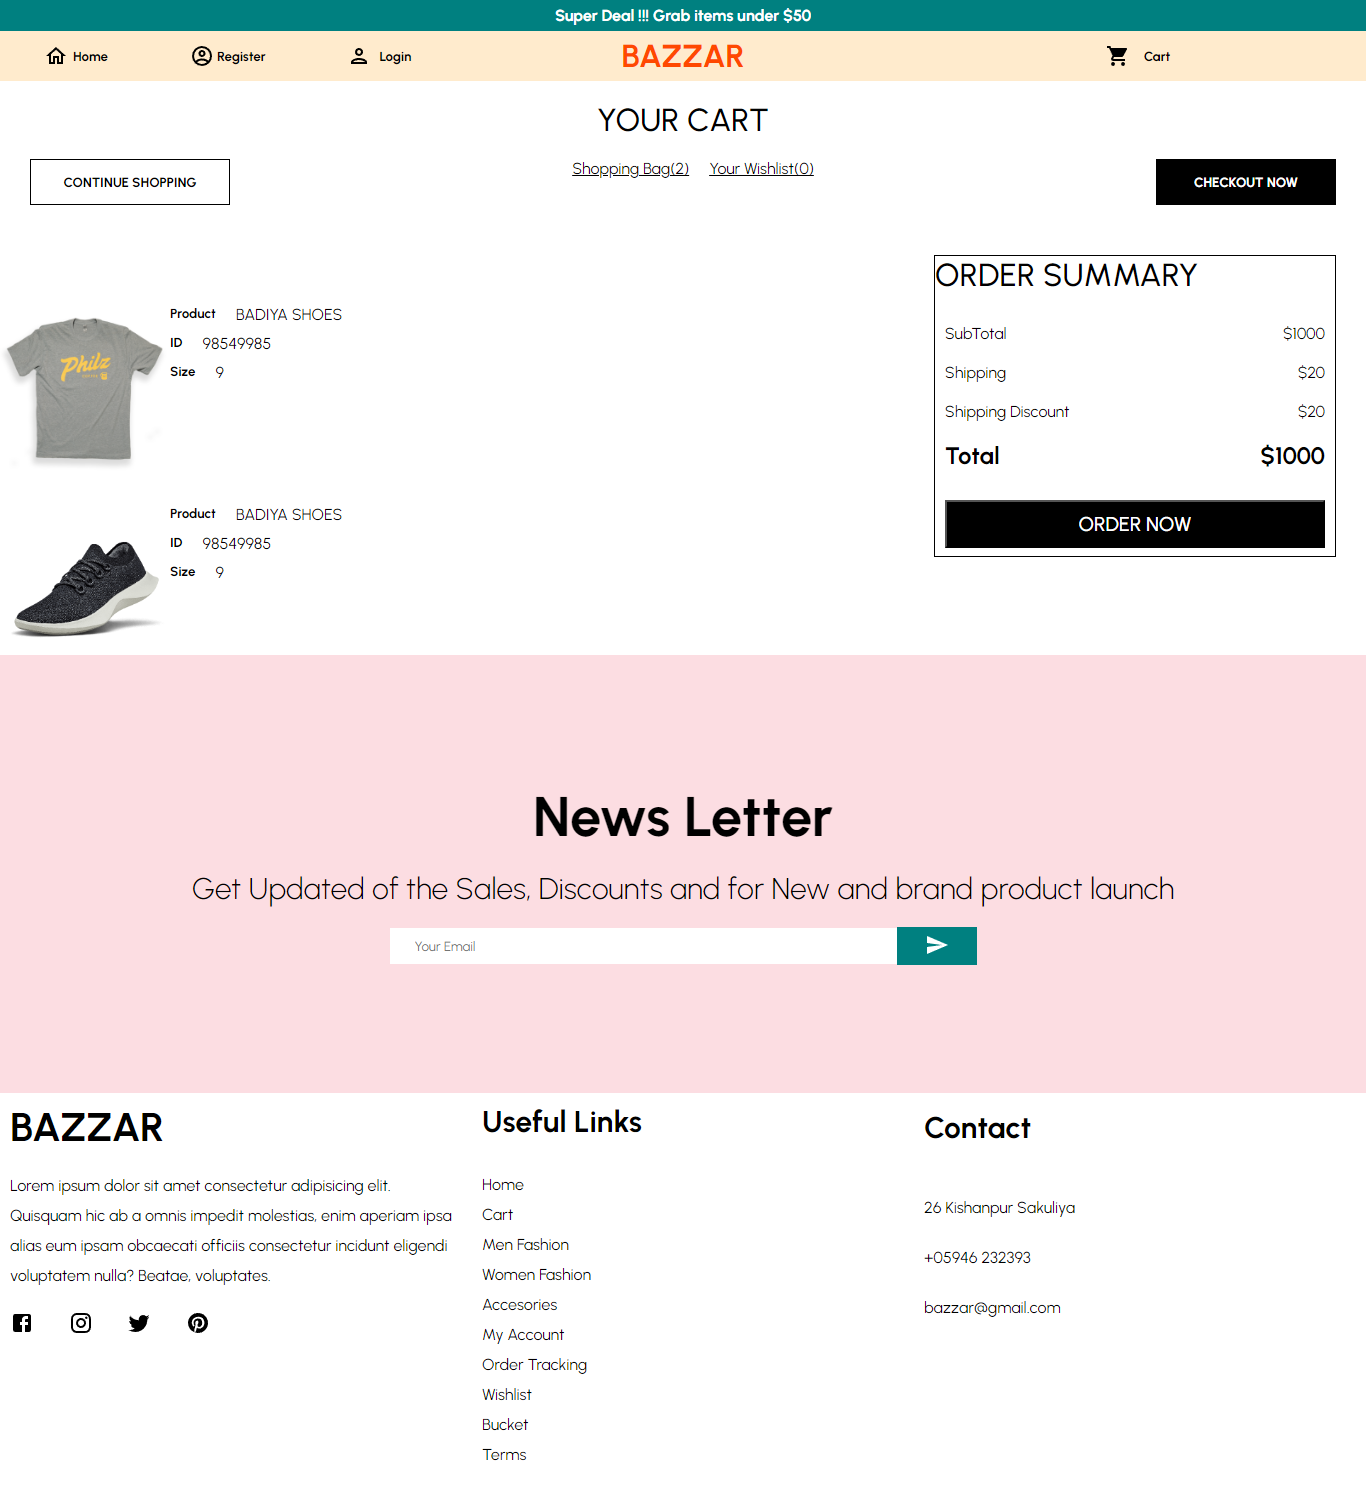 Super Deal !!! Grab items under $50
Home
Register
Login
BAZZAR
Cart
YOUR CART
CONTINUE SHOPPING
Shopping Bag(2)
Your Wishlist(0)
CHECKOUT NOW
Philz
Product BADIYA SHOES
ID 98549985
Size 9
Product BADIYA SHOES
ID 98549985
Size 9
ORDER SUMMARY
SubTotal $1000
Shipping $20
Shipping Discount $20
Total $1000
ORDER NOW
News Letter
Get Updated of the Sales, Discounts and for New and brand product launch
Your Email
BAZZAR
Lorem ipsum dolor sit amet consectetur adipisicing elit.
Quisquam hic ab a omnis impedit molestias, enim aperiam ipsa
alias eum ipsam obcaecati officiis consectetur incidunt eligendi
voluptatem nulla? Beatae, voluptates.
Useful Links
Home
Cart
Men Fashion
Women Fashion
Accesories
My Account
Order Tracking
Wishlist
Bucket
Terms
Contact
26 Kishanpur Sakuliya
+05946 232393
bazzar@gmail.com